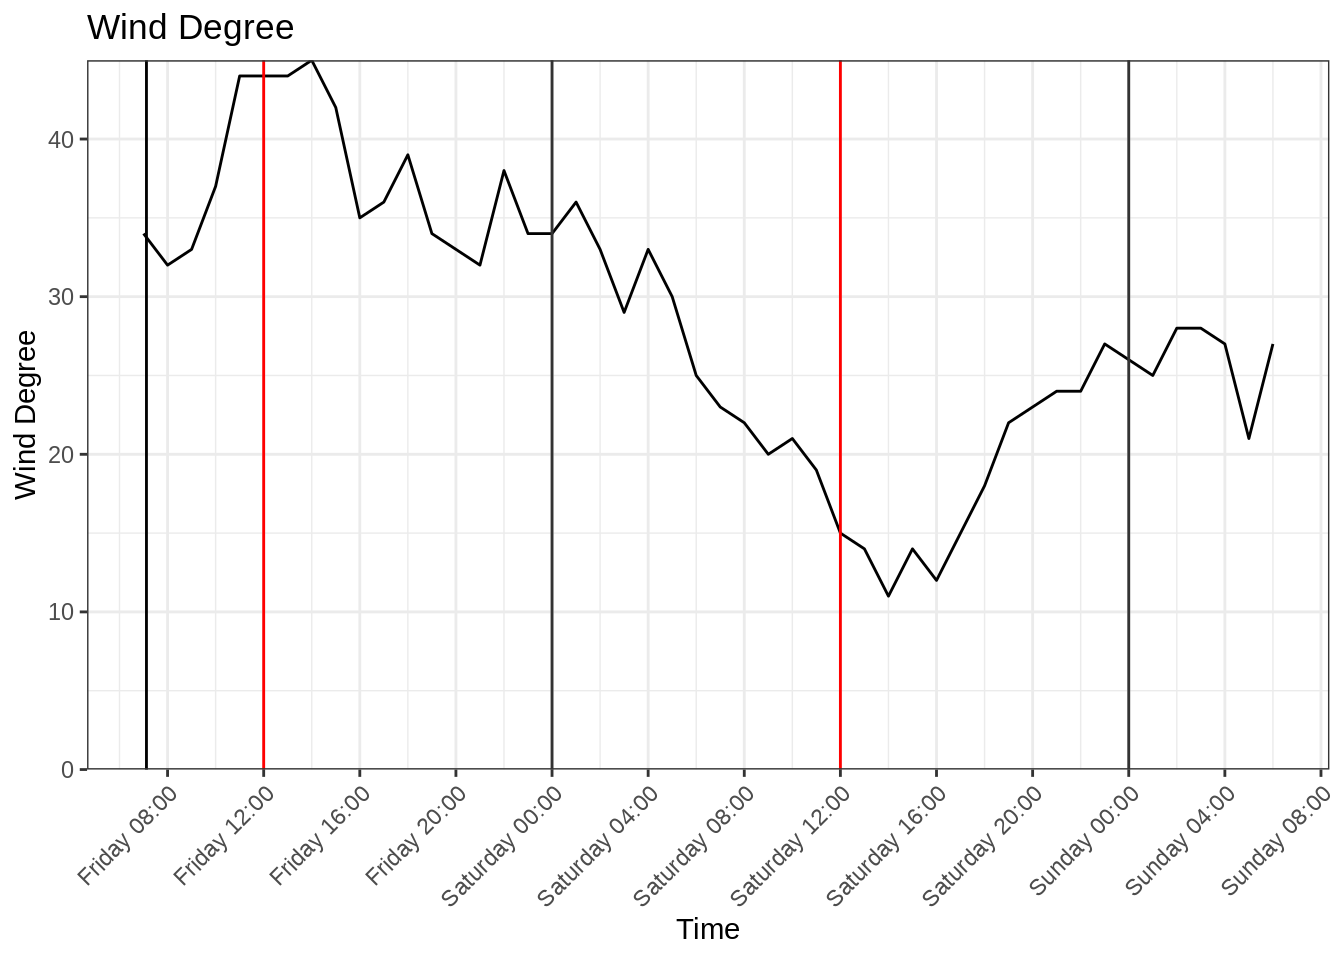 Wind Degree
Wind Degree
40
30
20
10
0
Friday 08:00
Friday 12:00
Friday 16:00
Friday 20:00
Saturday 00:00
Saturday 04:00
Saturday 08:00
Saturday 12:00
Saturday 16:00
Saturday 20:00
Sunday 00:00
Sunday 04:00
Sunday 08:00
Time